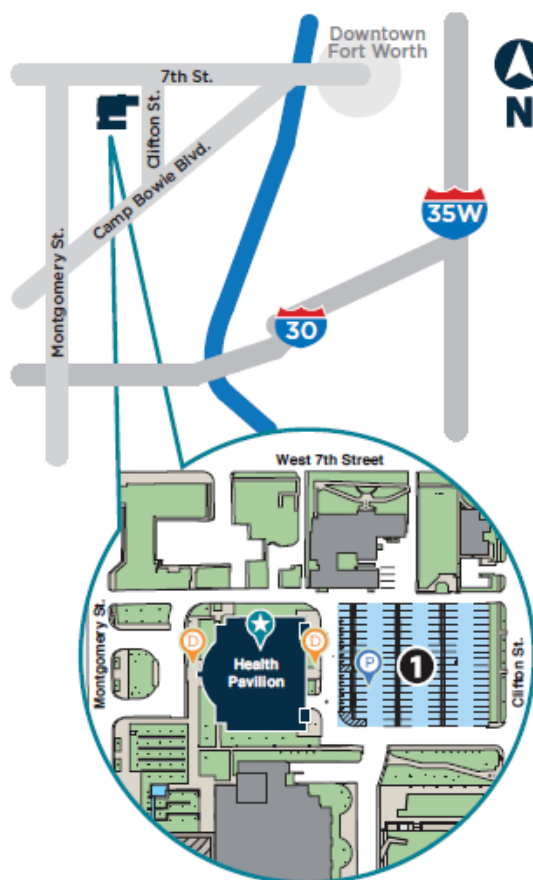 Downtown
Fort Worth
N
7th St.
Clifton St.
Camp Bowie Blvd.
Montgomery St.
35W
30
West 7th Street
Montgomery St.
D
Health
Pavilion
D
P
1
Clifton St.